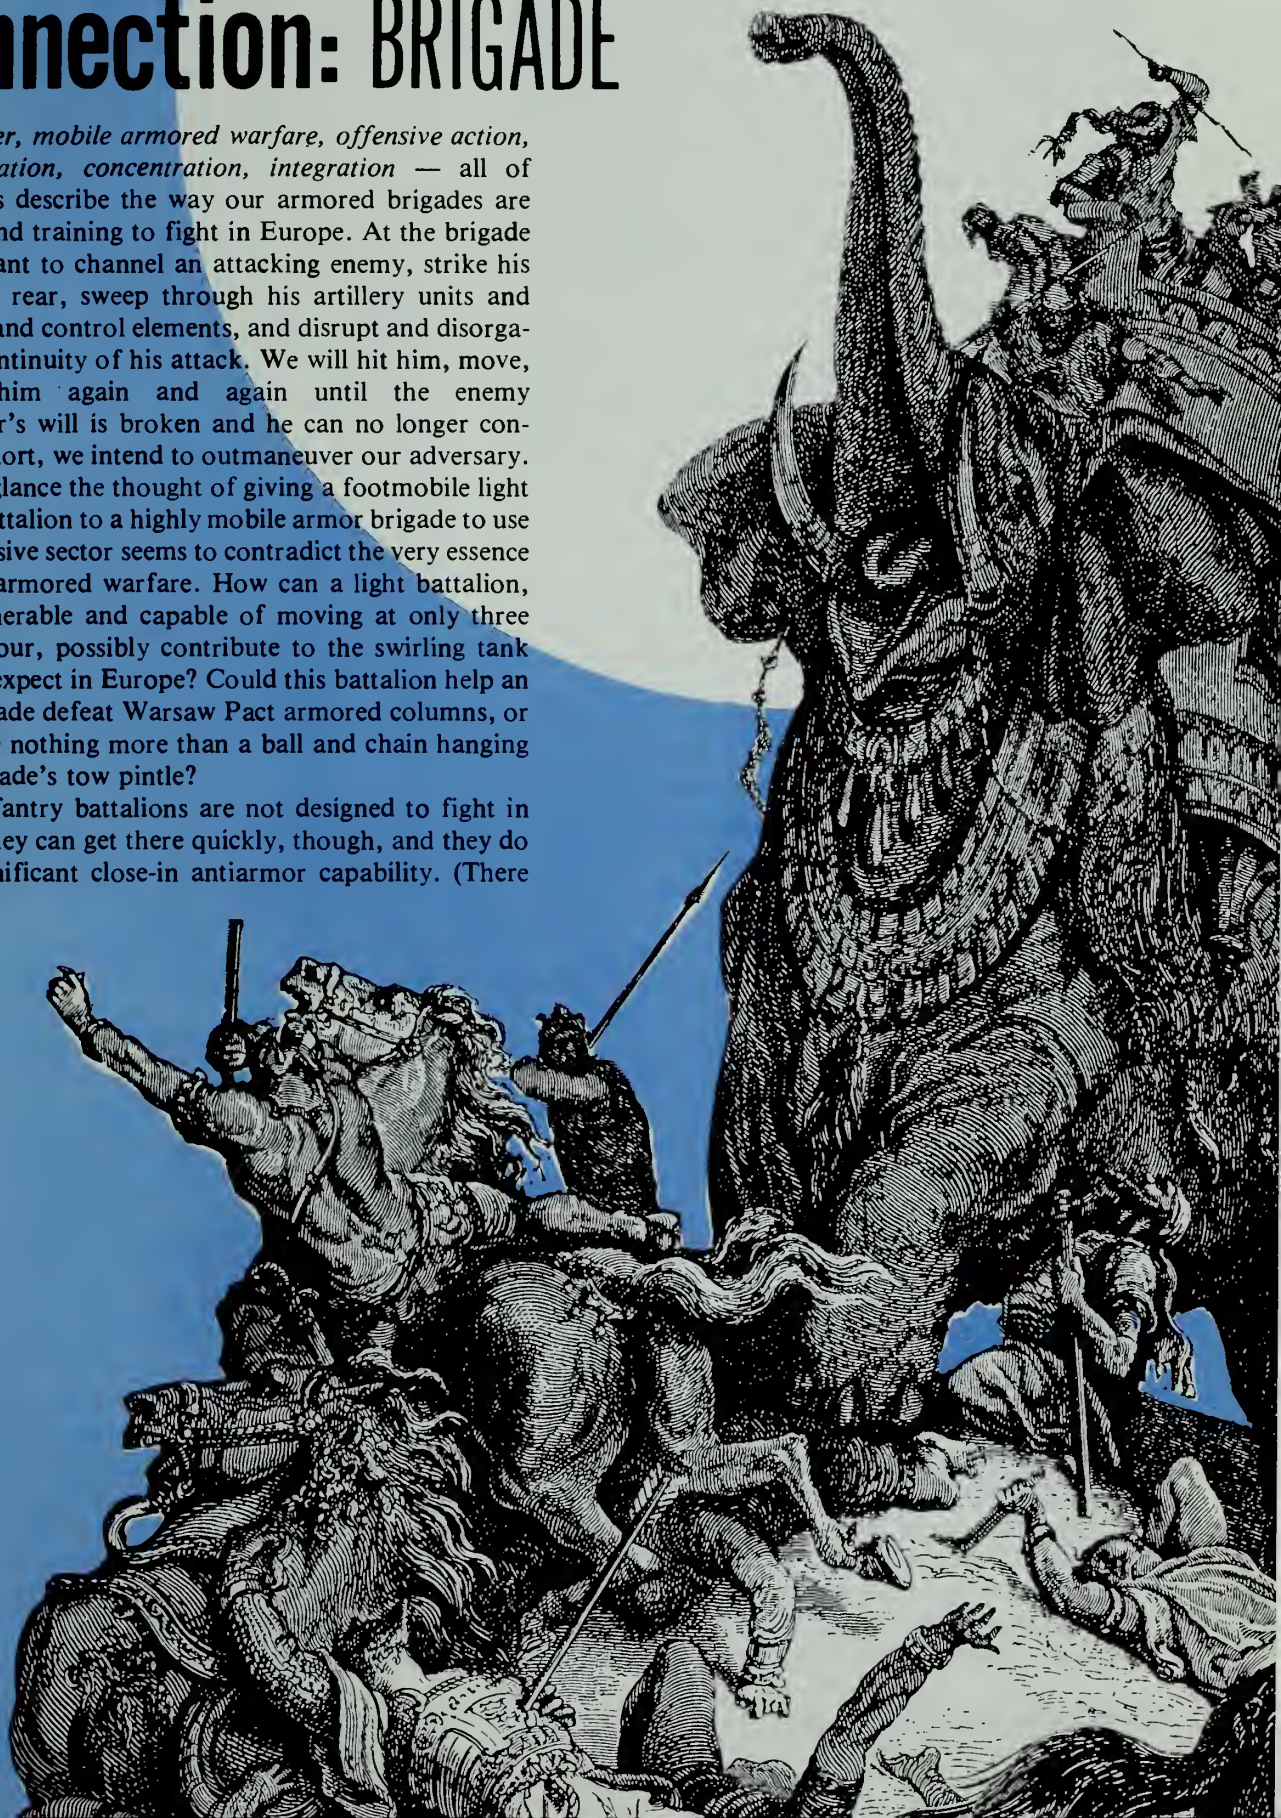 nnection: BRIGADE
er, mobile armored warfare, offensive action,
ation, concentration, integration — all of
s describe the way our armored brigades are
nd training to fight in Europe. At the brigade
ant to channel an attacking enemy, strike his
rear, sweep through his artillery units and
and control elements, and disrupt and disorga-
ntinuity of his attack. We will hit him, move,
him again and again until the enemy
r's will is broken and he can no longer con-
ort, we intend to outmaneuver our adversary.
glance the thought of giving a footmobile light
ttalion to a highly mobile armor brigade to use
sive sector seems to contradict the very essence
armored warfare. How can a light battalion,
nerable and capable of moving at only three
our, possibly contribute to the swirling tank
expect in Europe? Could this battalion help an
ade defeat Warsaw Pact armored columns, or
nothing more than a ball and chain hanging
ade's tow pintle?
fantry battalions are not designed to fight in
ey can get there quickly, though, and they do
nificant close-in antiarmor capability. (There